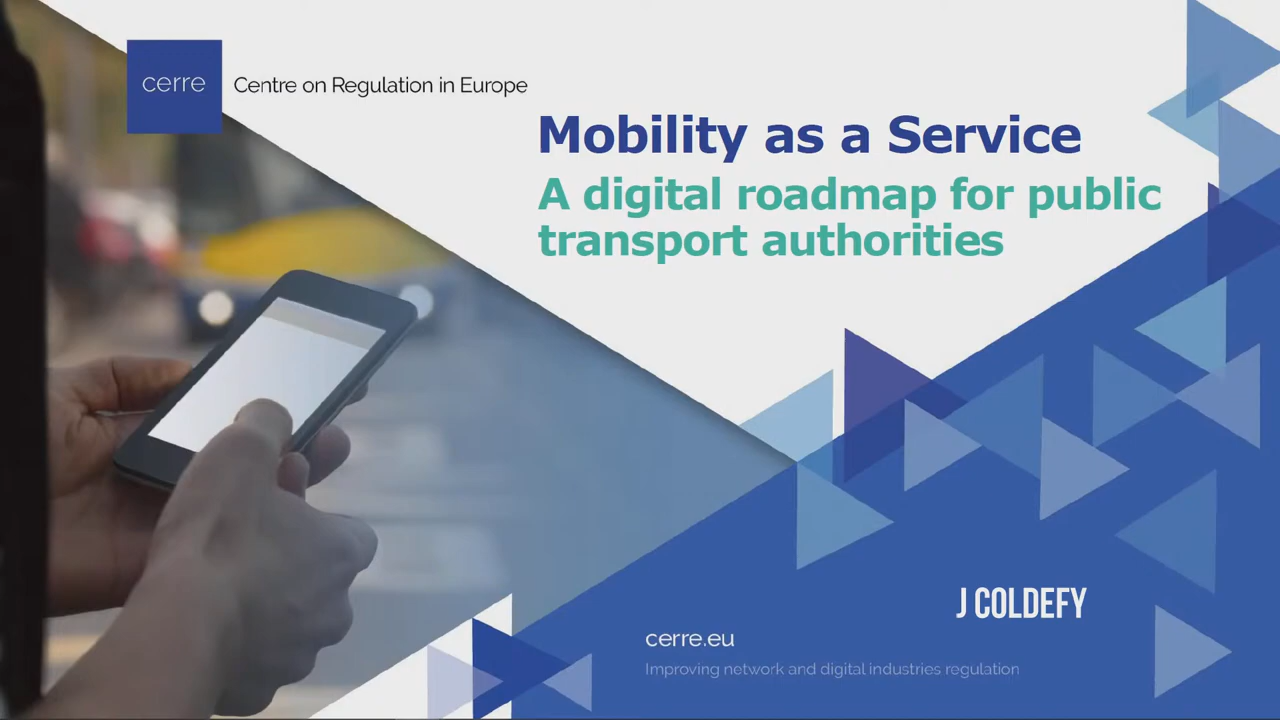 cerre
Centre on Regulation in Europe
Mobility as a Service
A digital roadmap for public
transport authorities
J COLDEFY
cerre.eu
Improving network and digital industries regulation